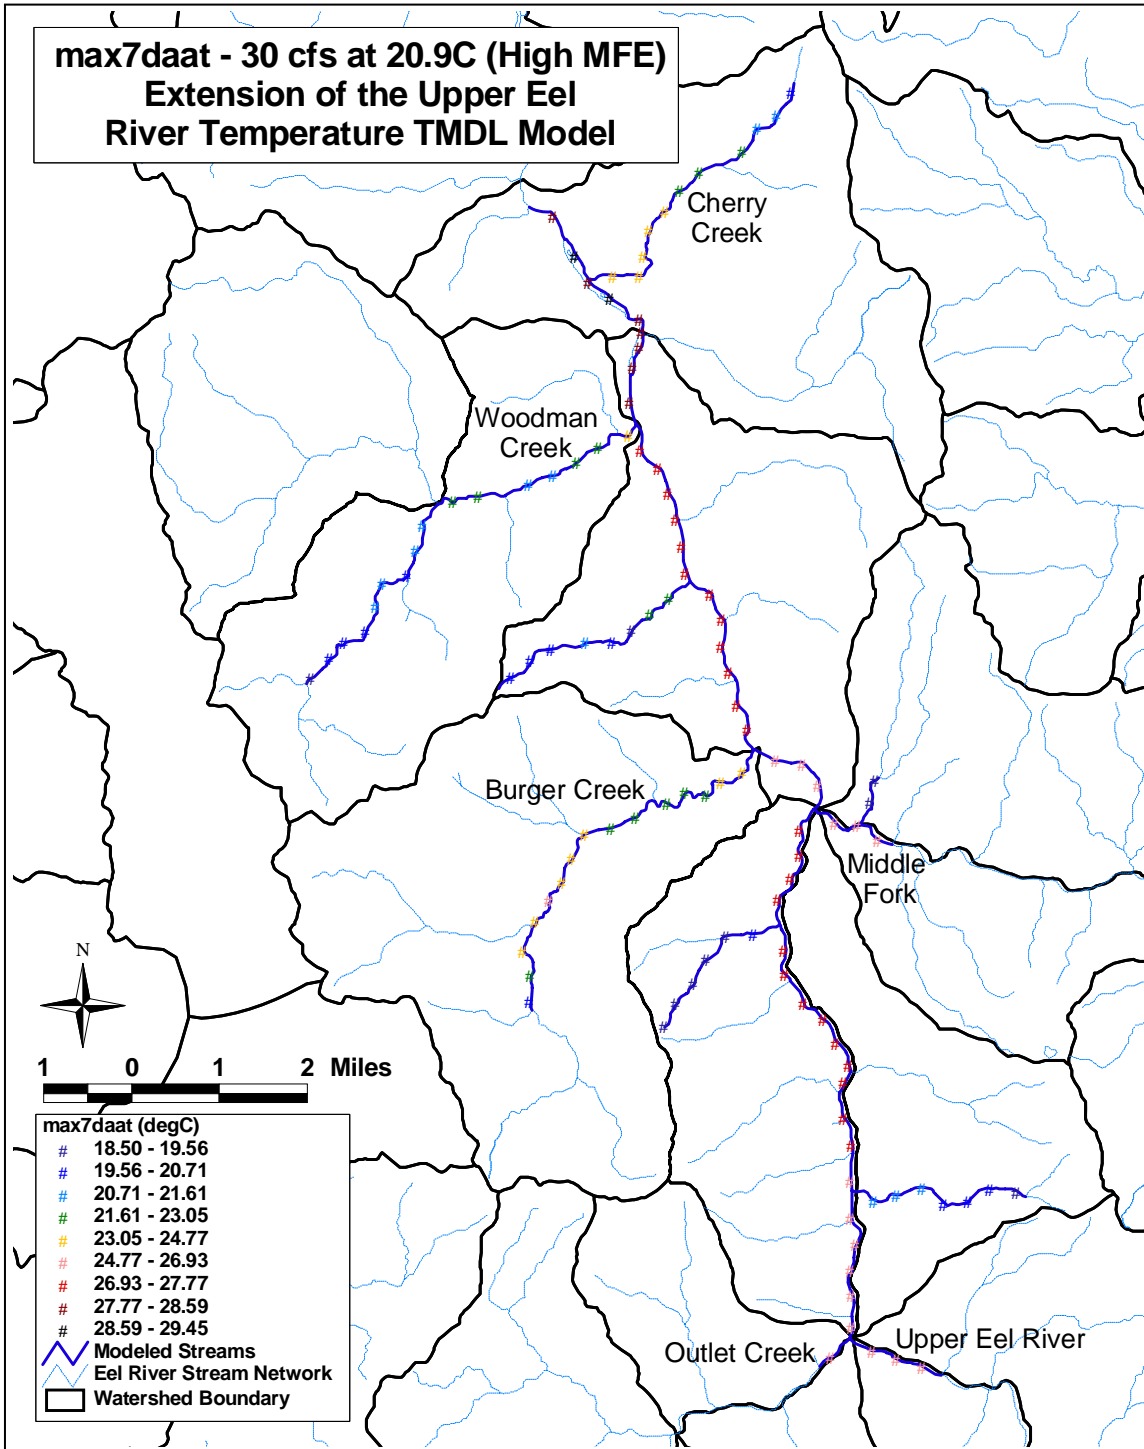 max7daat - 30 cfs at 20.9C (High MFE)
Extension of the Upper Eel
River Temperature TMDL Model
Cherry
Creek
Woodman
Creek
Burger Creek
Middle
Fork
N
1 0 1 2 Miles
max7daat (degC)
# 18.50 - 19.56
# 19.56 - 20.71
# 20.71 - 21.61
# 21.61 - 23.05
# 23.05 - 24.77
# 24.77 - 26.93
# 26.93 - 27.77
# 27.77 - 28.59
# 28.59 - 29.45
Modeled Streams
Eel River Stream Network
Watershed Boundary
Outlet Creek
Upper Eel River